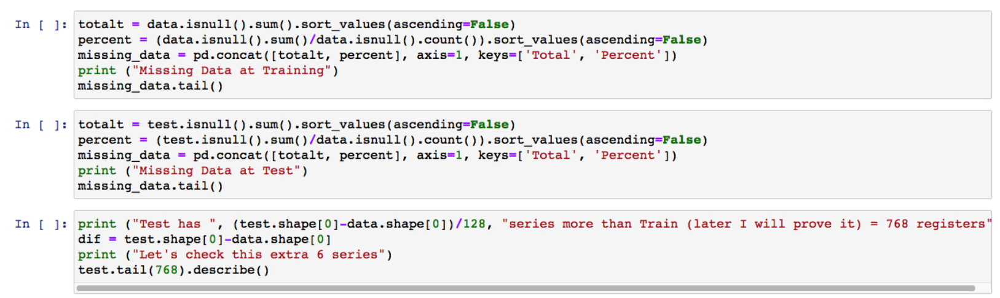 In [ ]: totalt = data.isnull().sum().sort_values(ascending=False)
percent = (data.isnull().sum()/data.isnull().count()).sort_values(ascending=False)
missing_data = pd.concat([totalt, percent], axis=1, keys=['Total', 'Percent'])
print ("Missing Data at Training")
missing_data.tail()
In [ ]: totalt = test.isnull().sum().sort_values(ascending=False)
percent = (test.isnull().sum()/data.isnull().count()).sort_values(ascending=False)
missing_data = pd.concat([totalt, percent], axis=1, keys=['Total', 'Percent'])
print ("Missing Data at Test")
missing_data.tail()
In [ ]: print ("Test has ", (test.shape[0]-data.shape[0])/128, "series more than Train (later I will prove it) = 768 registers"
dif = test.shape[0]-data.shape[0]
print ("Let's check this extra 6 series")
test.tail(768).describe()